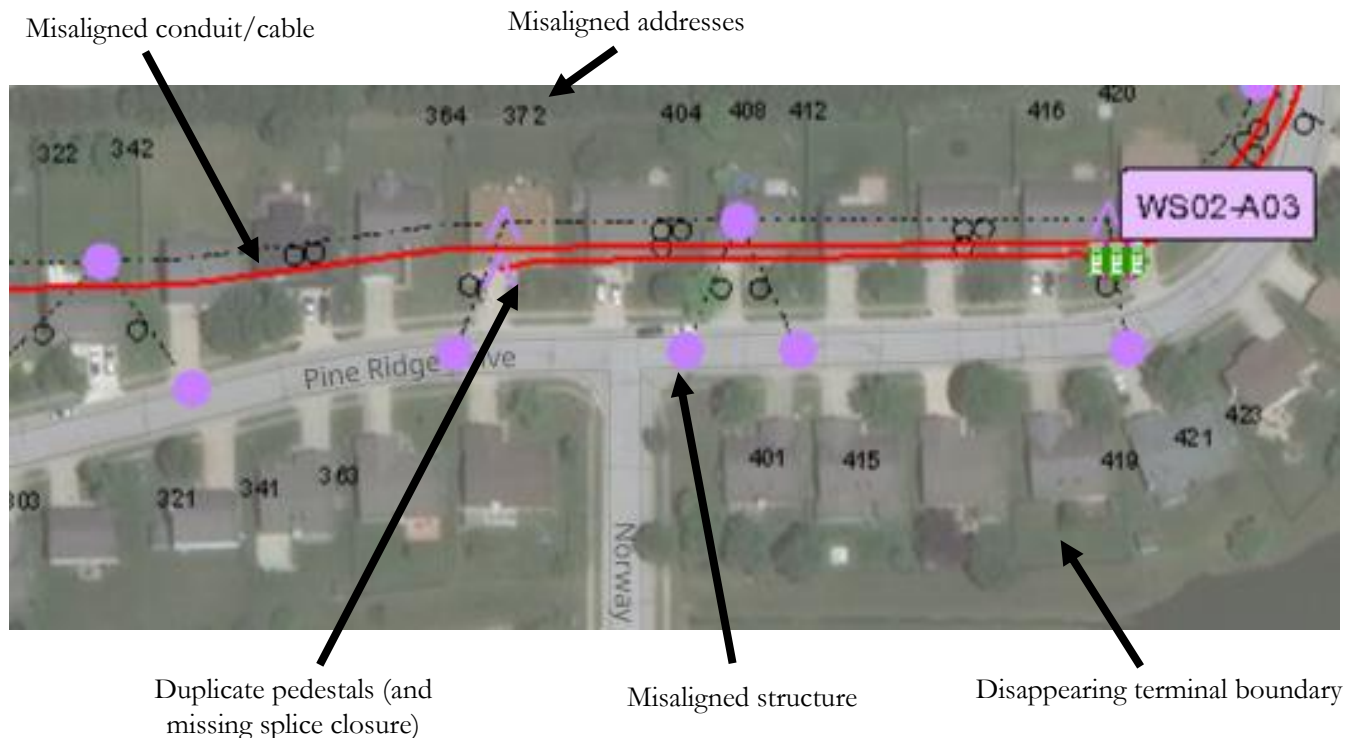 Misaligned addresses
Misaligned conduit/cable
420
364 372 404 408 412 416
322 342
WS02-A03
Pine Ridge ve
423
421
401 415 419
363
341
321
303
Norway
Duplicate pedestals (and
missing splice closure)
Misaligned structure
Disappearing terminal boundary